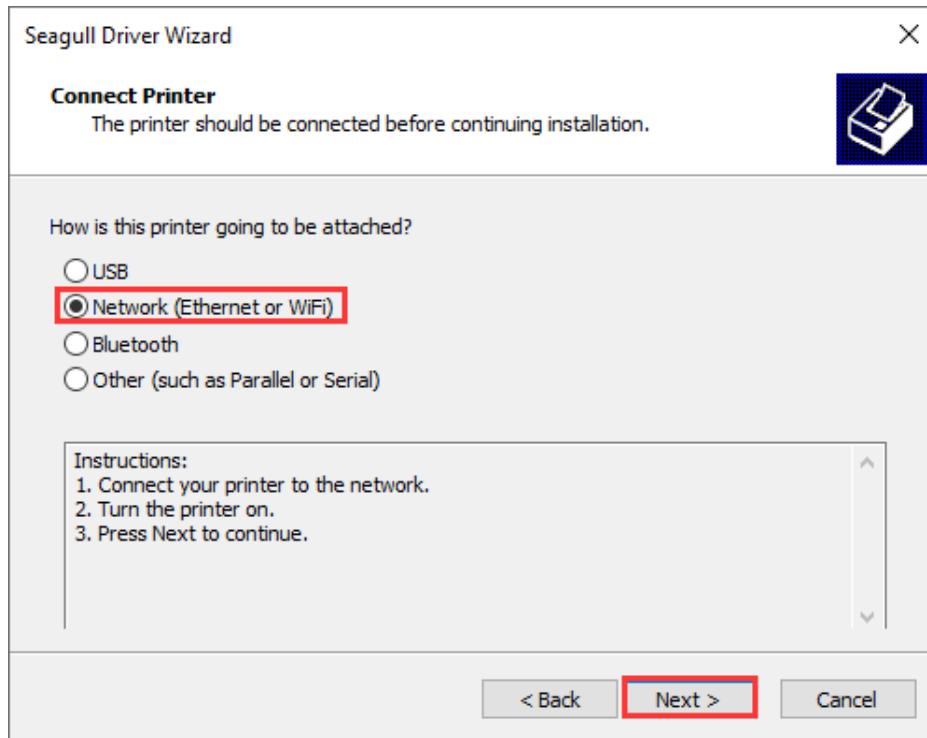 Seagull Driver Wizard
Connect Printer
The printer should be connected before continuing installation.
How is this printer going to be attached?
USB
Network (Ethernet or WiFi)
Bluetooth
Other (such as Parallel or Serial)
Instructions:
1. Connect your printer to the network.
2. Turn the printer on.
3. Press Next to continue.
< Back Next > Cancel